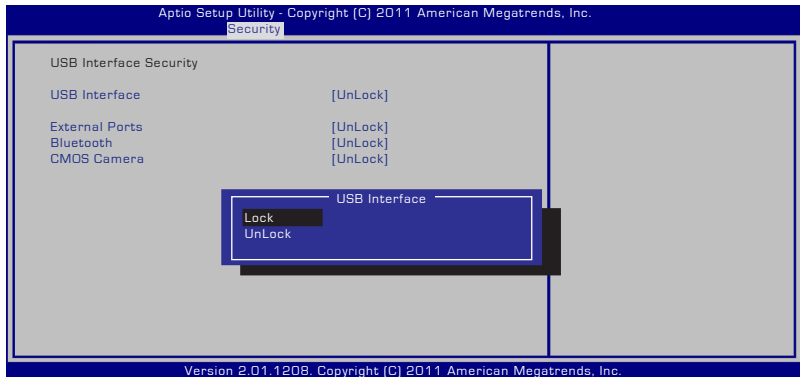 Aptio Setup Utility - Copyright (C) 2011 American Megatrends, Inc.
Security
USB Interface Security
USB Interface [UnLock]
External Ports [UnLock]
Bluetooth [UnLock]
CMOS Camera [UnLock]
USB Interface
Lock
UnLock
Version 2.01.1208. Copyright (C) 2011 American Megatrends, Inc.